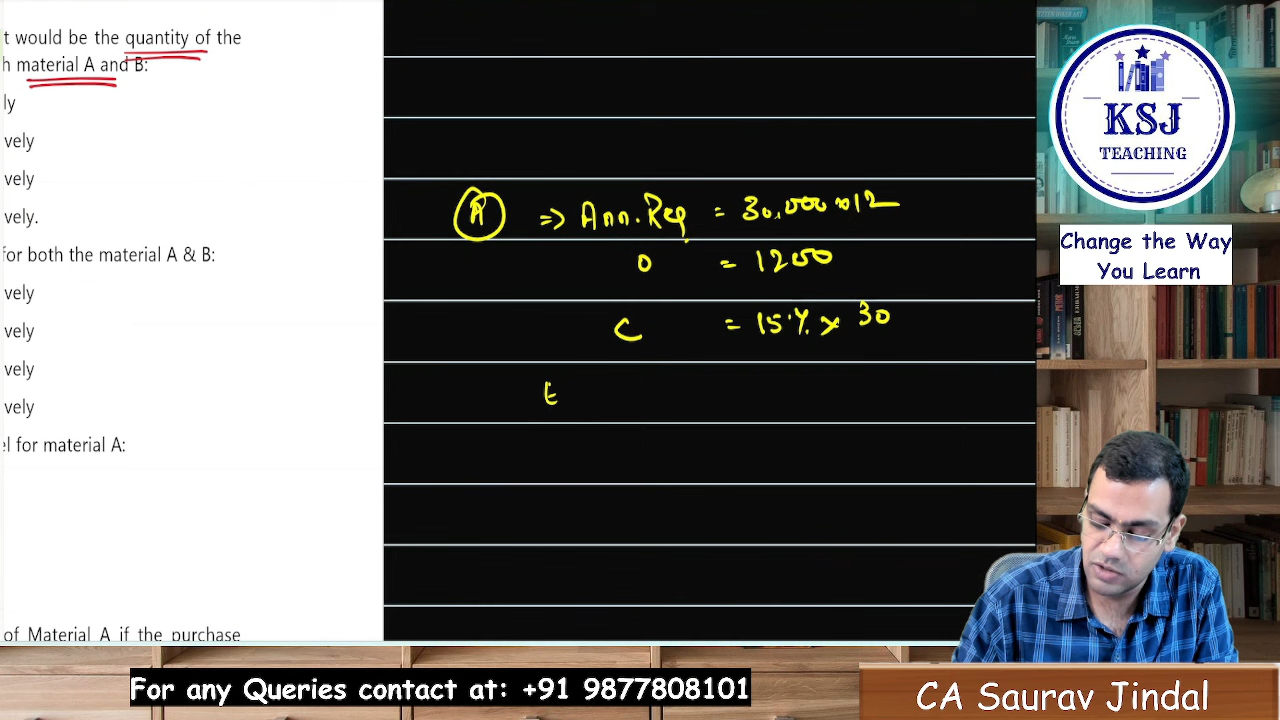 t would be the quantity of the
h material A and B:
ly
vely
vely
vely.
for both the material A & B:
vely
vely
vely
vely
el for material A:
of Material A if the purchase
A => Ann. Req. = 30,000 x 12
O = 1200
C = 15% x 30
E
KSJ
TEACHING
Change the Way
You Learn
For any Queries contact at: +91 9877808101
CA Saurav Jindal